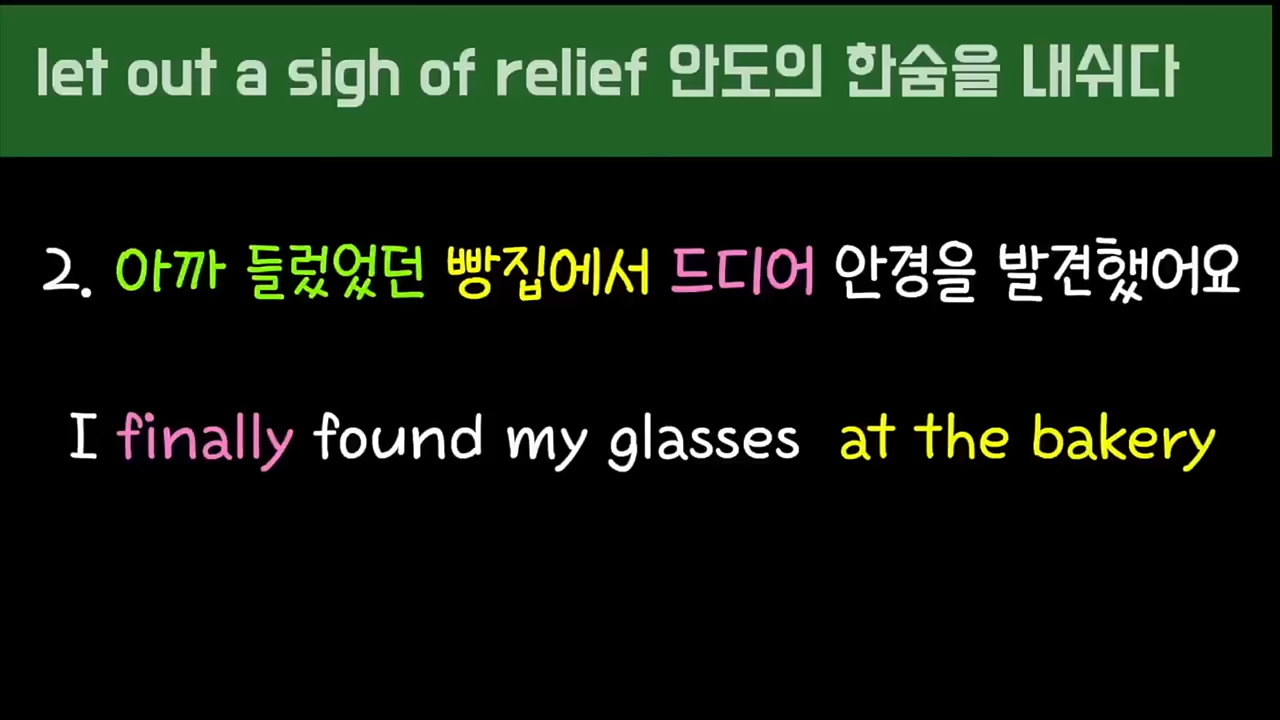 let out a sigh of relief 안도의 한숨을 내쉬다
2. 아까 들렀었던 빵집에서 드디어 안경을 발견했어요
I finally found my glasses at the bakery